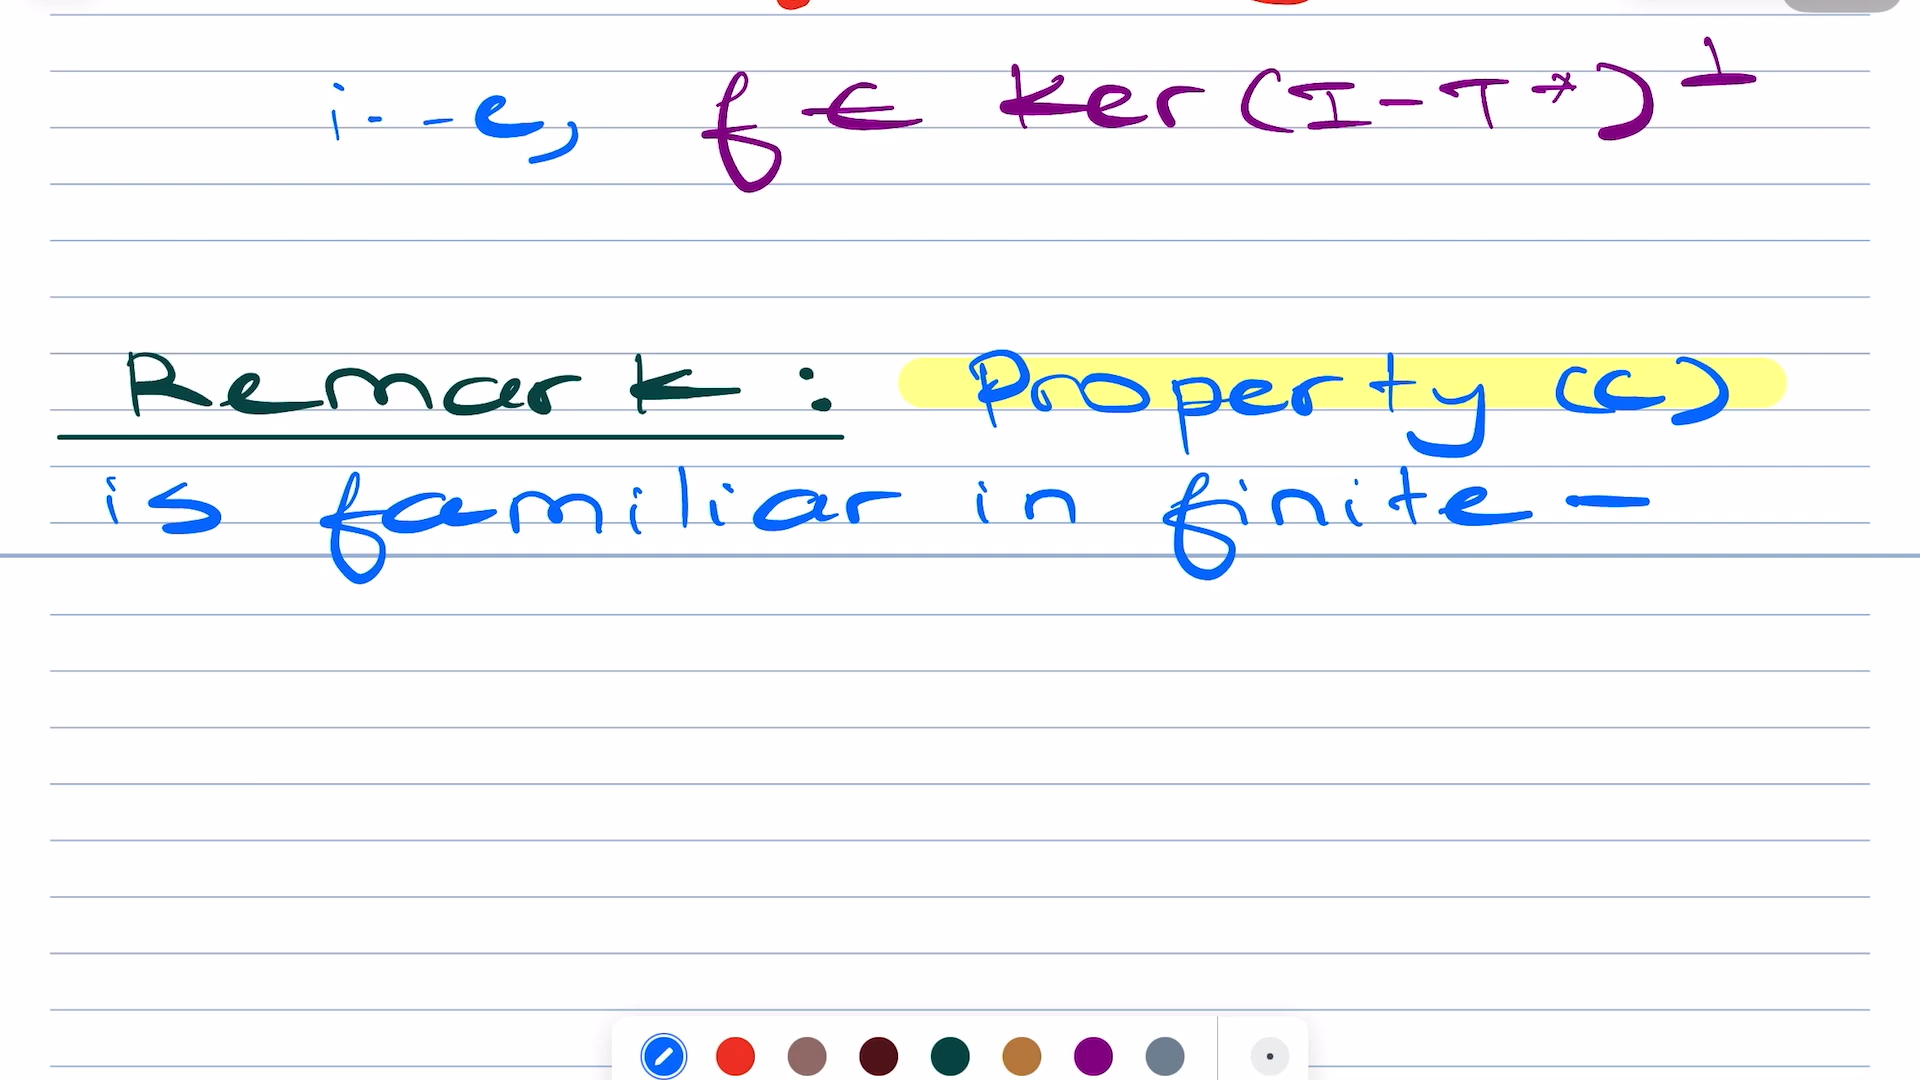 i.-e, f ∈ ker(I-T*)⊥
Remark : Property (C)
is familiar in finite-